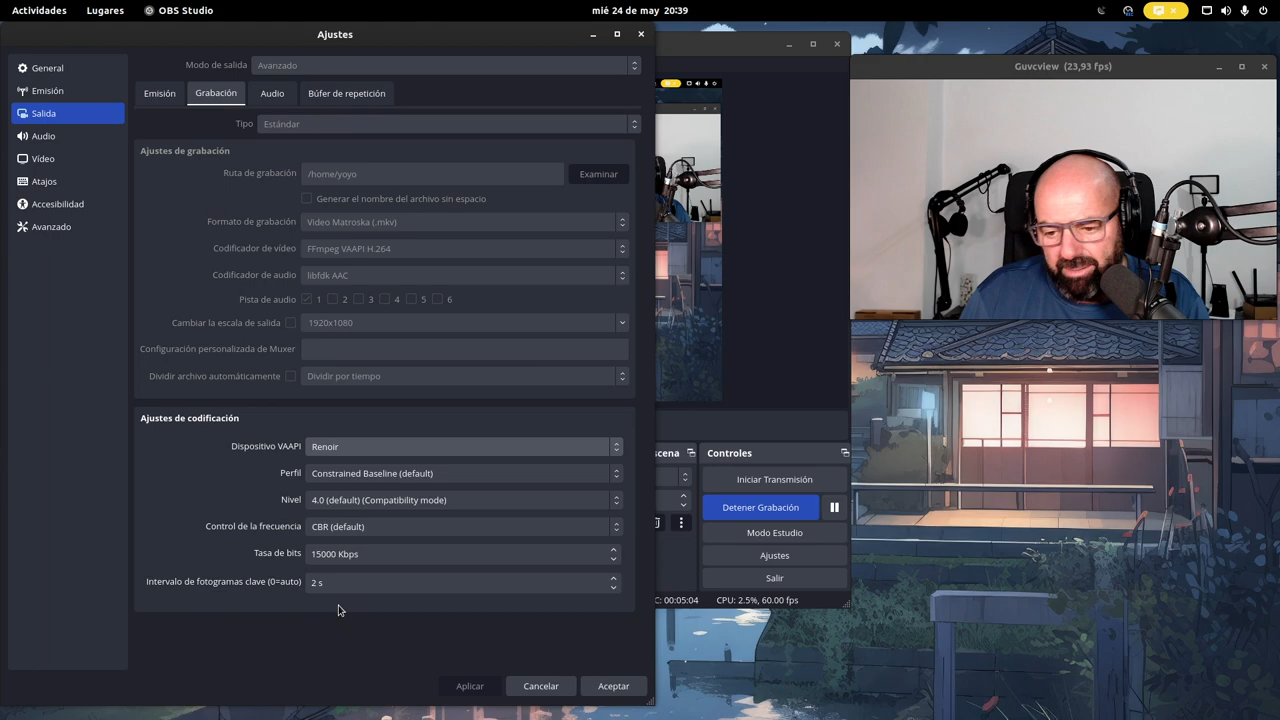 Actividades Lugares OBS Studio mié 24 de may 20:39
Ajustes
Guvcview (23,93 fps)
General
Emisión
Salida
Audio
Vídeo
Atajos
Accesibilidad
Avanzado
Modo de salida Avanzado
Emisión Grabación Audio Búfer de repetición
Tipo Estándar
Ajustes de grabación
Ruta de grabación /home/yoyo Examinar
Generar el nombre del archivo sin espacio
Formato de grabación Video Matroska (.mkv)
Codificador de vídeo FFmpeg VAAPI H.264
Codificador de audio libfdk AAC
Pista de audio 1 2 3 4 5 6
Cambiar la escala de salida 1920x1080
Configuración personalizada de Muxer
Dividir archivo automáticamente Dividir por tiempo
Ajustes de codificación
Dispositivo VAAPI Renoir
Perfil Constrained Baseline (default)
Nivel 4.0 (default) (Compatibility mode)
Control de la frecuencia CBR (default)
Tasa de bits 15000 Kbps
Intervalo de fotogramas clave (0=auto) 2 s
Aplicar Cancelar Aceptar
scena Controles
Iniciar Transmisión
Detener Grabación
Modo Estudio
Ajustes
Salir
C: 00:05:04 CPU: 2.5%, 60.00 fps